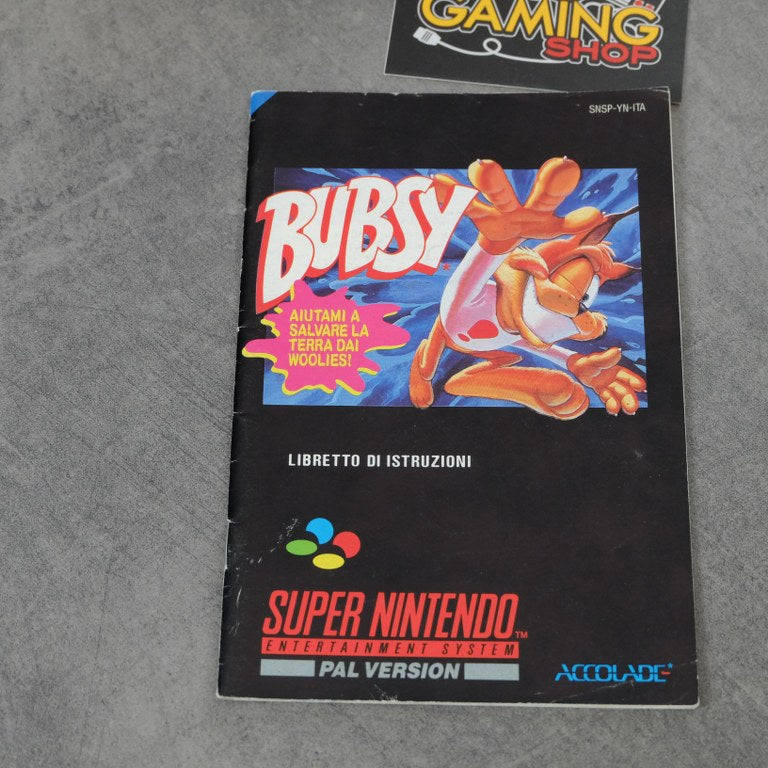 GAMING
SHOP
SNSP-YN-ITA
BUBSY
AIUTAMI A
SALVARE LA
TERRA DAI
WOOLIES!
LIBRETTO DI ISTRUZIONI
SUPER NINTENDO™
ENTERTAINMENT SYSTEM
PAL VERSION
ACCOLADE